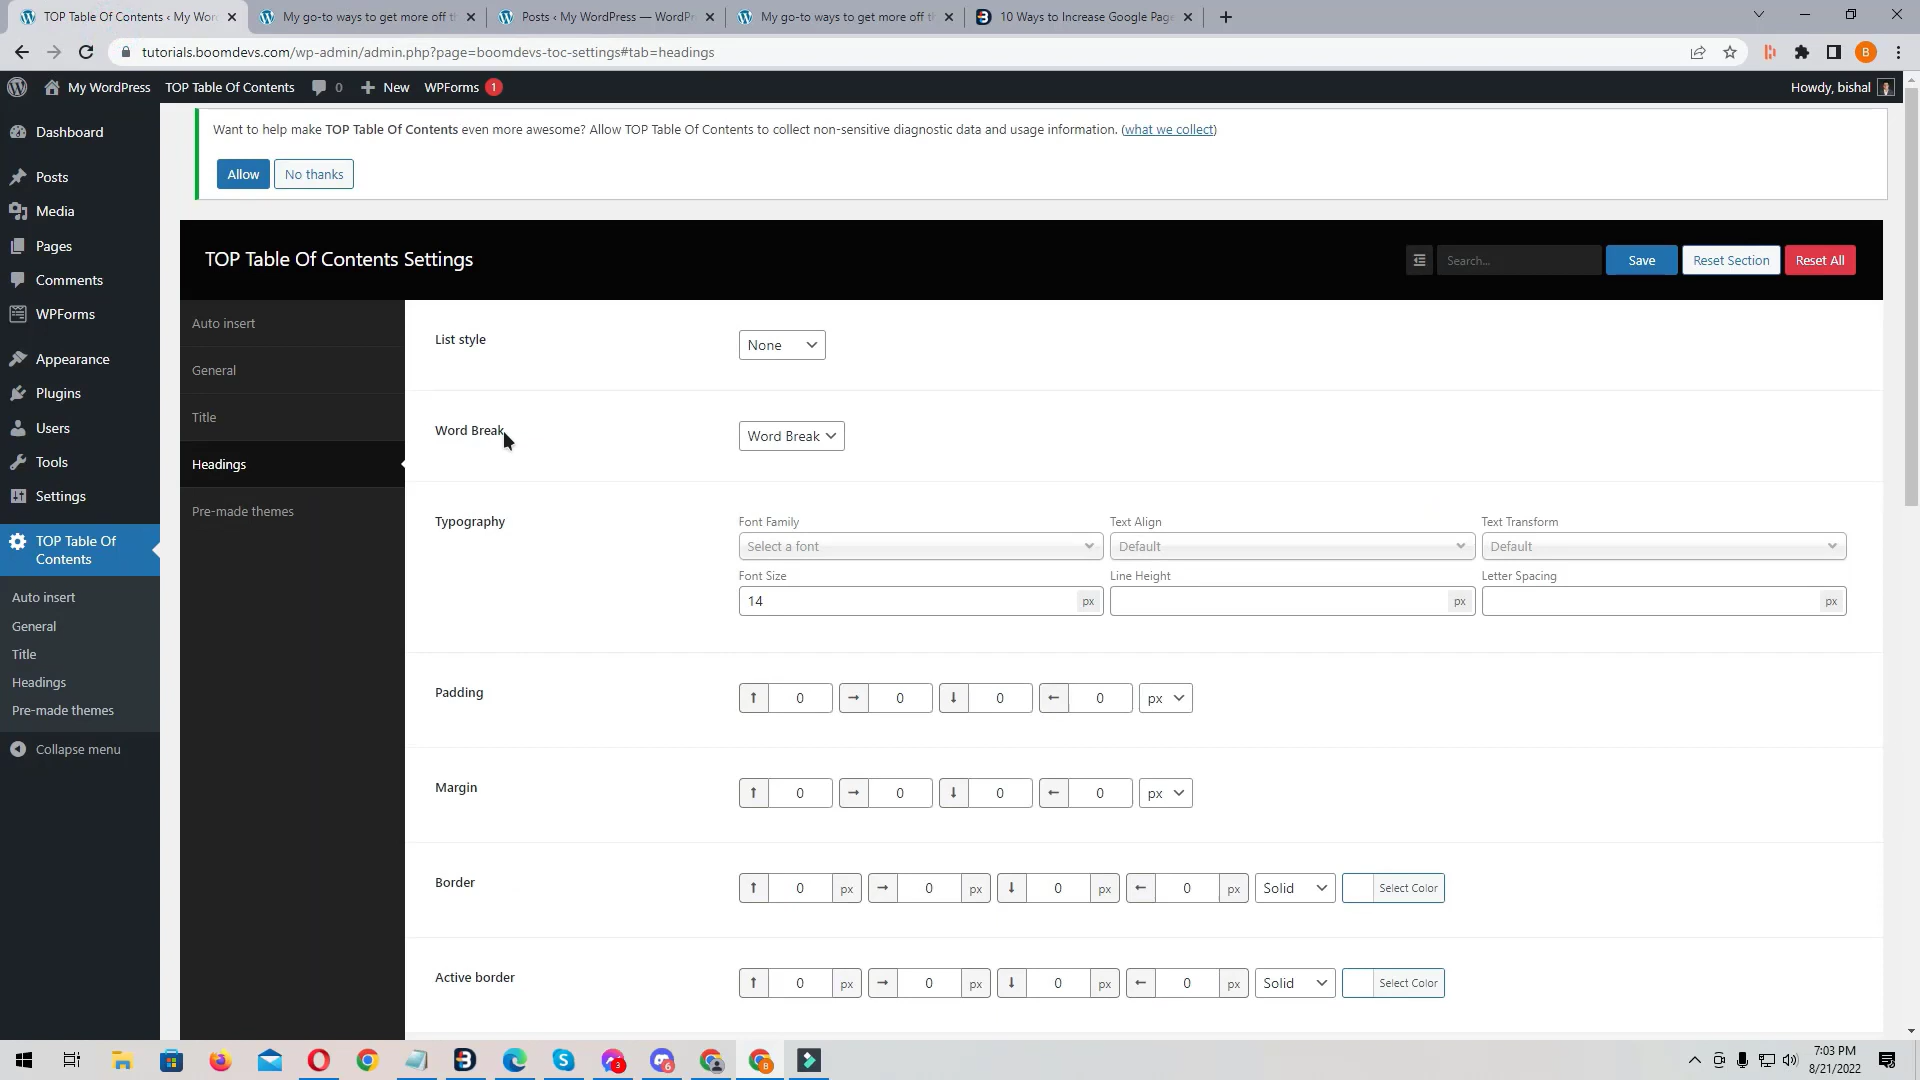 TOP Table Of Contents ‹ My Wor
My go-to ways to get more off t
Posts ‹ My WordPress — WordPr
My go-to ways to get more off t
10 Ways to Increase Google Page
tutorials.boomdevs.com/wp-admin/admin.php?page=boomdevs-toc-settings#tab=headings
B
My WordPress
TOP Table Of Contents
0
New
WPForms
1
Howdy, bishal
Want to help make TOP Table Of Contents even more awesome? Allow TOP Table Of Contents to collect non-sensitive diagnostic data and usage information. (what we collect)
Allow
No thanks
Dashboard
Posts
Media
Pages
Comments
WPForms
Appearance
Plugins
Users
Tools
Settings
TOP Table Of
Contents
Auto insert
General
Title
Headings
Pre-made themes
Collapse menu
TOP Table Of Contents Settings
Search...
Save
Reset Section
Reset All
Auto insert
General
Title
Headings
Pre-made themes
List style
None
Word Break
Word Break
Typography
Font Family
Text Align
Text Transform
Select a font
Default
Default
Font Size
Line Height
Letter Spacing
14 px
px
px
Padding
0 0 0 0 px
Margin
0 0 0 0 px
Border
0 px 0 px 0 px 0 px Solid Select Color
Active border
0 px 0 px 0 px 0 px Solid Select Color
3
6
B
7:03 PM
8/21/2022